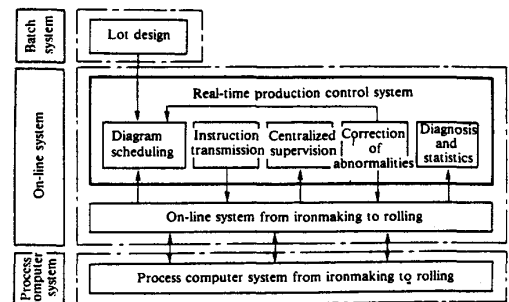 Batch
system
Lot design
On-line system
Real-time production control system
Diagram
scheduling
Instruction
transmission
Centralized
supervision
Correction
of
abnormalities
Diagnosis
and
statistics
On-line system from ironmaking to rolling
Process
computer
system
Process computer system from ironmaking to rolling